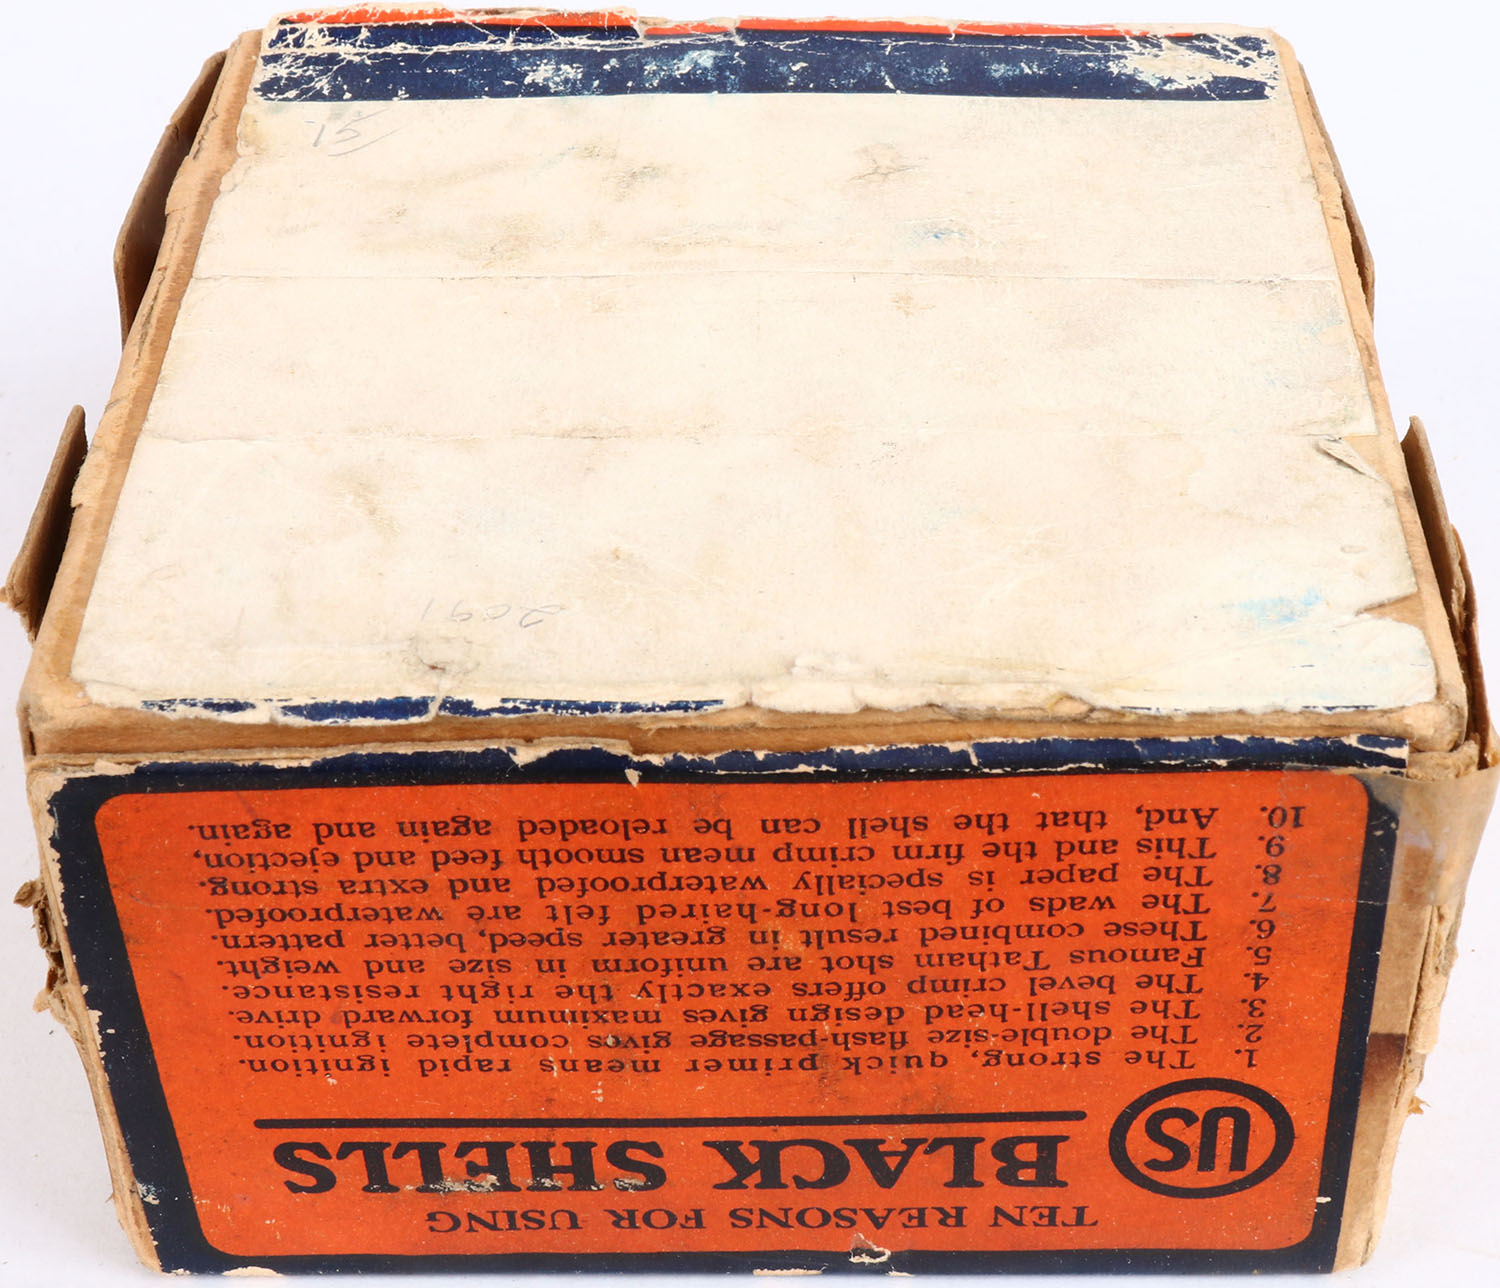 75
2091
TEN REASONS FOR USING
US
BLACK SHELLS
1. The strong, quick primer means rapid ignition.
2. The double-size flash-passage gives complete ignition.
3. The shell-head design gives maximum forward drive.
4. The bevel crimp offers exactly the right resistance.
5. Famous Tatham shot are uniform in size and weight.
6. These combined result in greater speed, better pattern.
7. The wads of best long-haired felt are waterproofed.
8. The paper is specially waterproofed and extra strong.
9. This and the firm crimp mean smooth feed and ejection,
10. And, that the shell can be reloaded again and again.